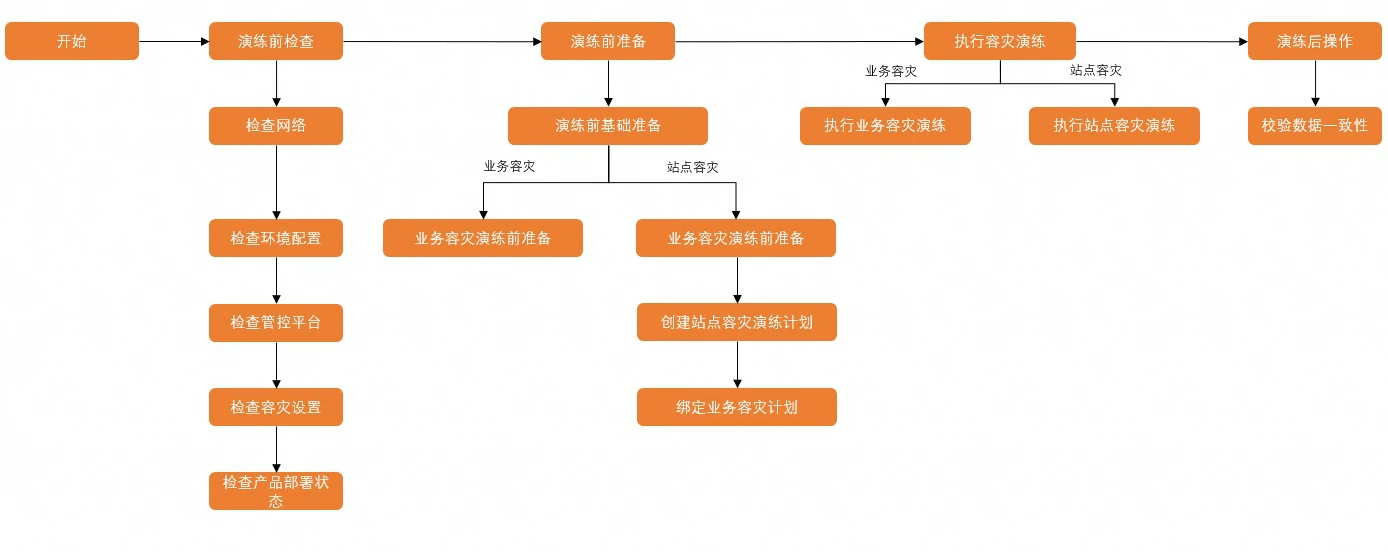 开始
演练前检查
演练前准备
执行容灾演练
演练后操作
业务容灾
站点容灾
检查网络
演练前基础准备
执行业务容灾演练
执行站点容灾演练
校验数据一致性
业务容灾
站点容灾
检查环境配置
业务容灾演练前准备
业务容灾演练前准备
检查管控平台
创建站点容灾演练计划
检查容灾设置
绑定业务容灾计划
检查产品部署状
态